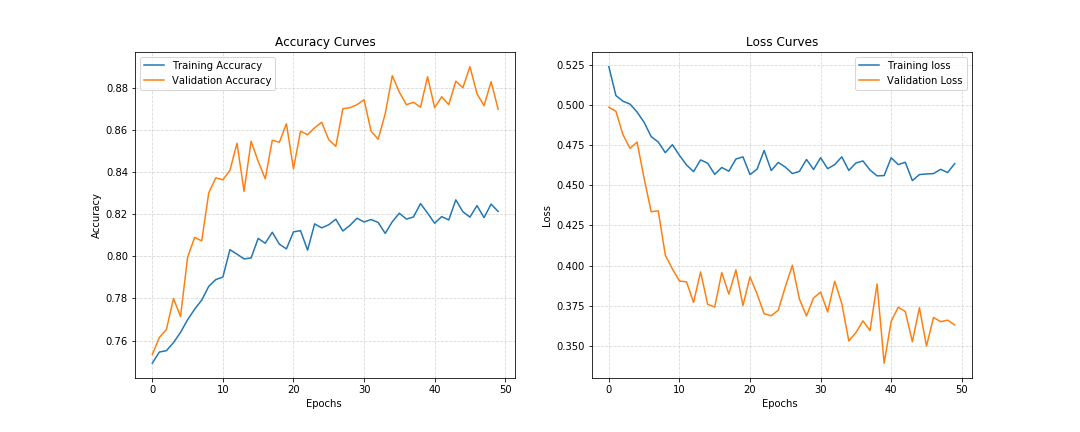 Accuracy Curves
Training Accuracy
Validation Accuracy
Accuracy
0.88
0.86
0.84
0.82
0.80
0.78
0.76
0 10 20 30 40 50
Epochs
Loss Curves
Training loss
Validation Loss
Loss
0.525
0.500
0.475
0.450
0.425
0.400
0.375
0.350
0 10 20 30 40 50
Epochs